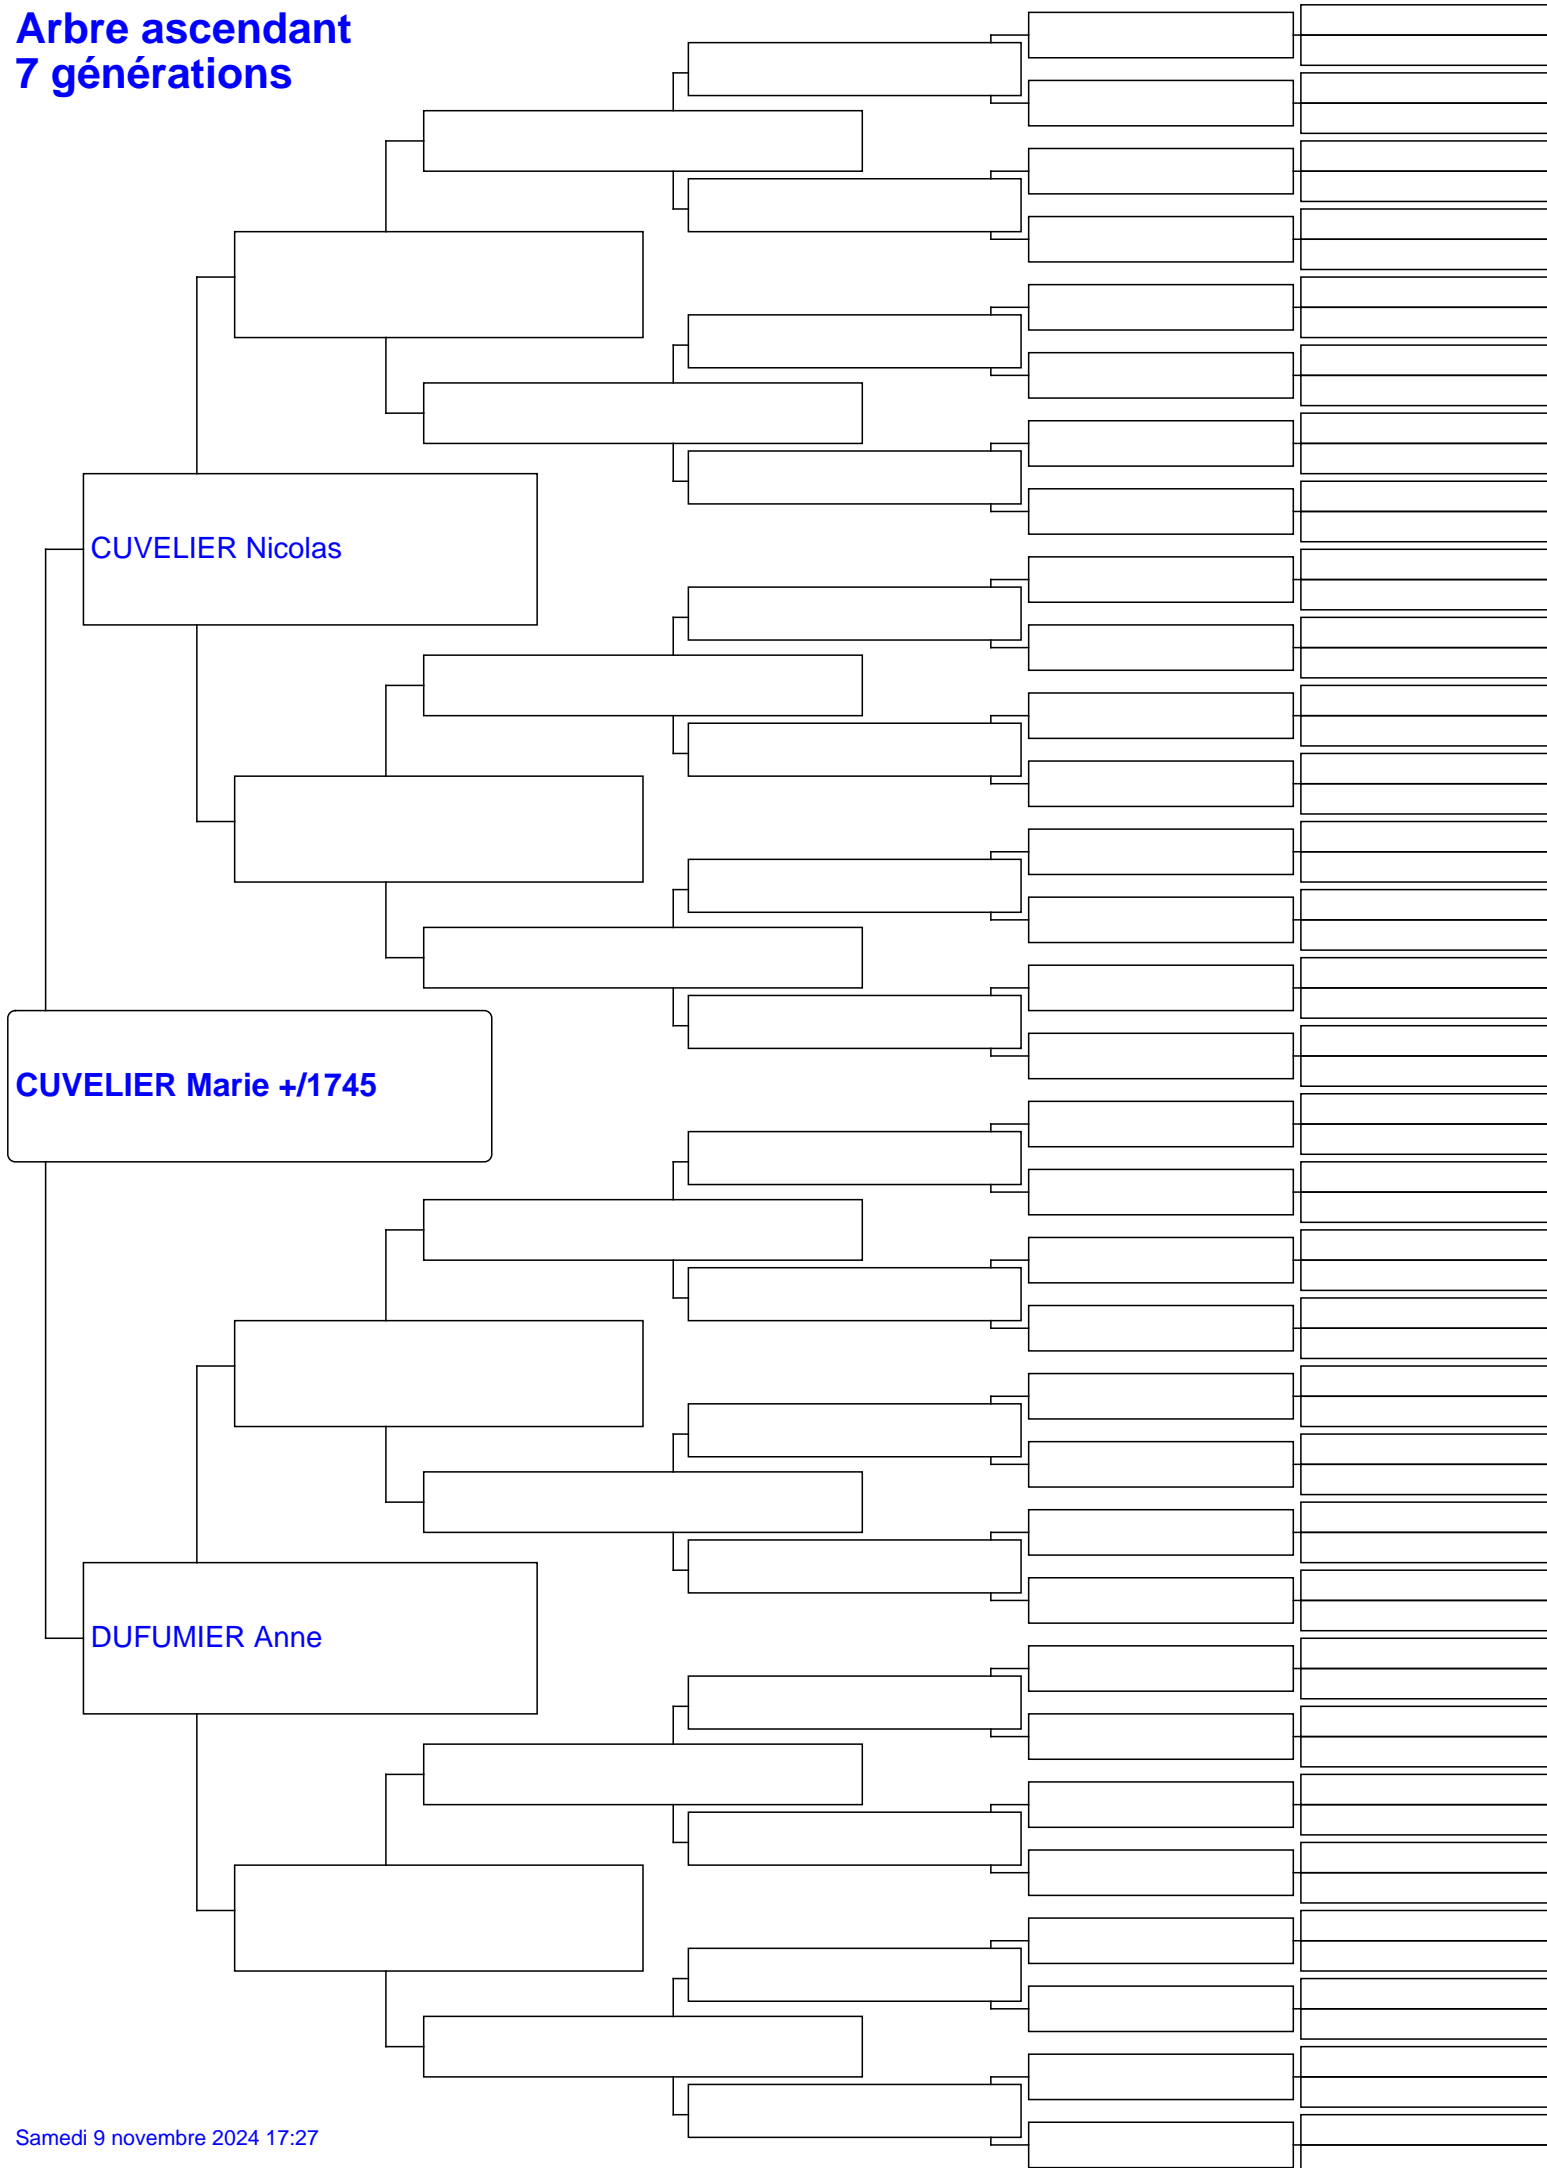 Arbre ascendant
7 générations
CUVELIER Nicolas
CUVELIER Marie +/1745
DUFUMIER Anne
Samedi 9 novembre 2024 17:27